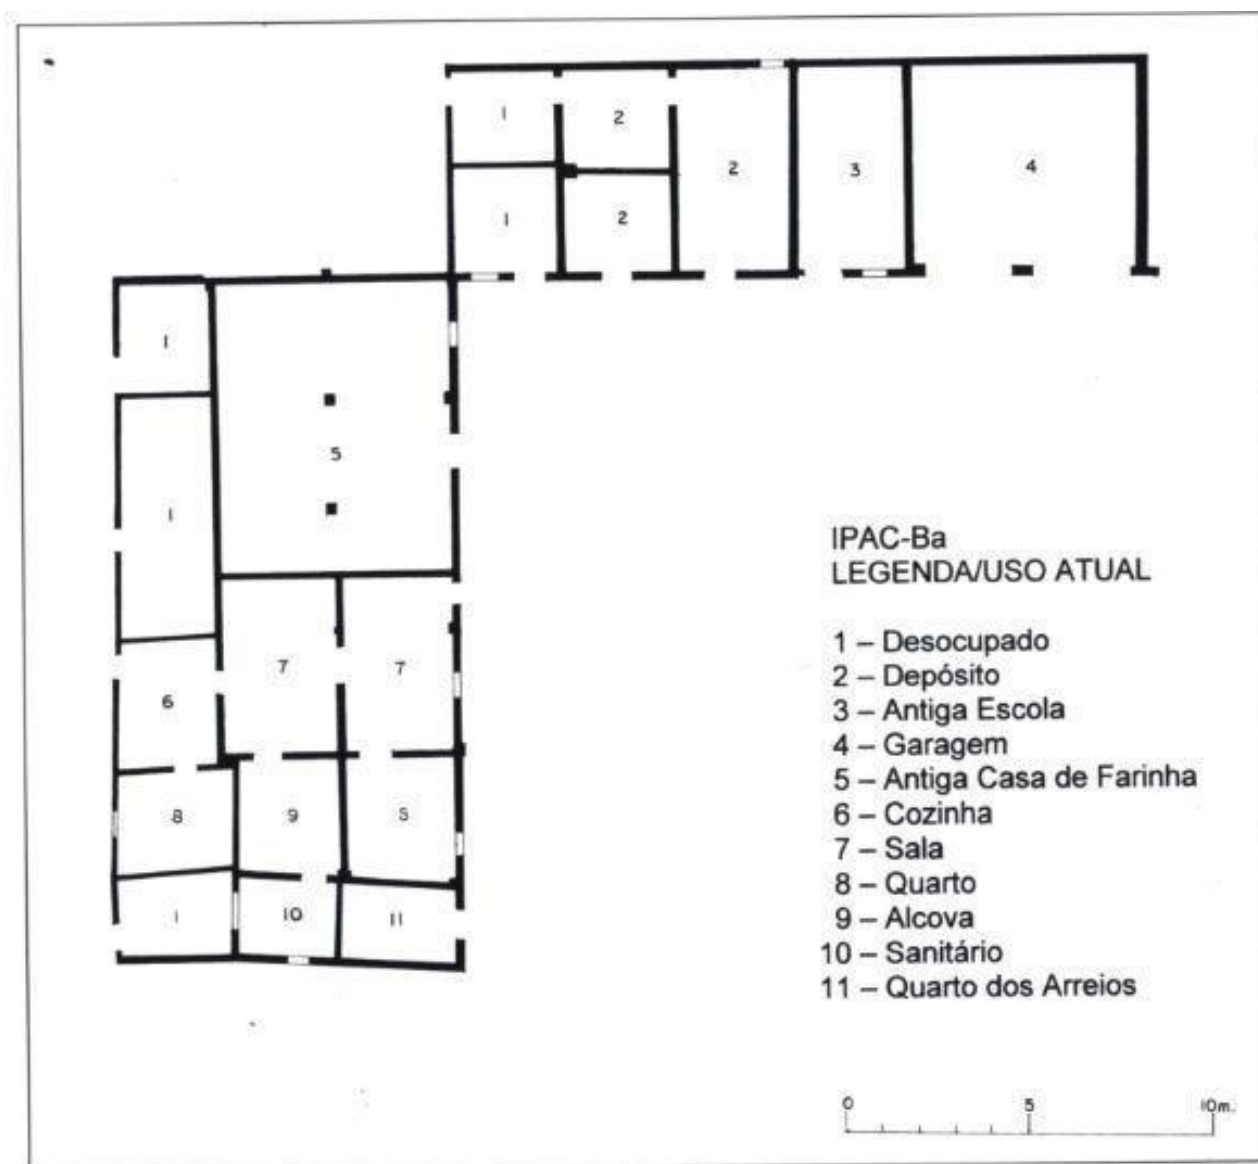 1
2
2
3
4
1
2
1
5
1
7
7
6
8
9
5
1
10
11
IPAC-Ba
LEGENDA/USO ATUAL
1 – Desocupado
2 – Depósito
3 – Antiga Escola
4 – Garagem
5 – Antiga Casa de Farinha
6 – Cozinha
7 – Sala
8 – Quarto
9 – Alcova
10 – Sanitário
11 – Quarto dos Arreios
0 5 10m.